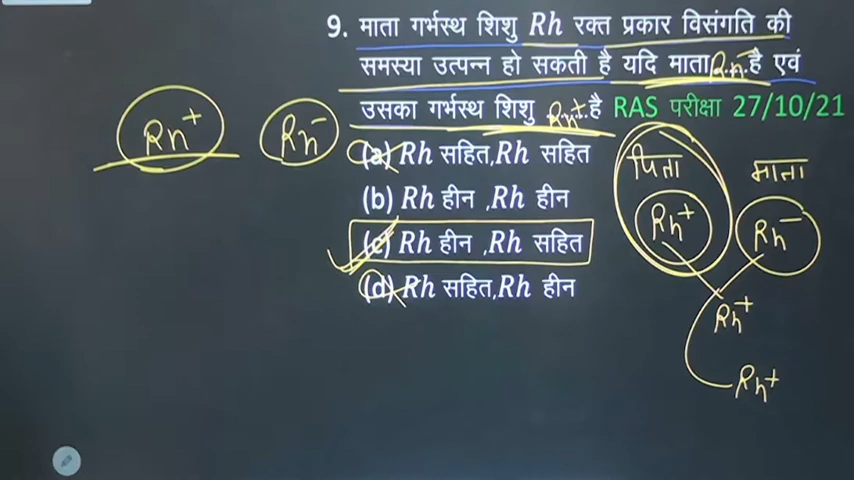 9. माता गर्भस्थ शिशु Rh रक्त प्रकार विसंगति की
समस्या उत्पन्न हो सकती है यदि माता Rh⁻ है एवं
उसका गर्भस्थ शिशु Rh⁺ है RAS परीक्षा 27/10/21
(a) Rh सहित,Rh सहित
(b) Rh हीन ,Rh हीन
(c) Rh हीन ,Rh सहित
(d) Rh सहित,Rh हीन
Rh⁺ Rh⁻
पिता माता
Rh⁺ Rh⁻
Rh⁺
Rh⁺